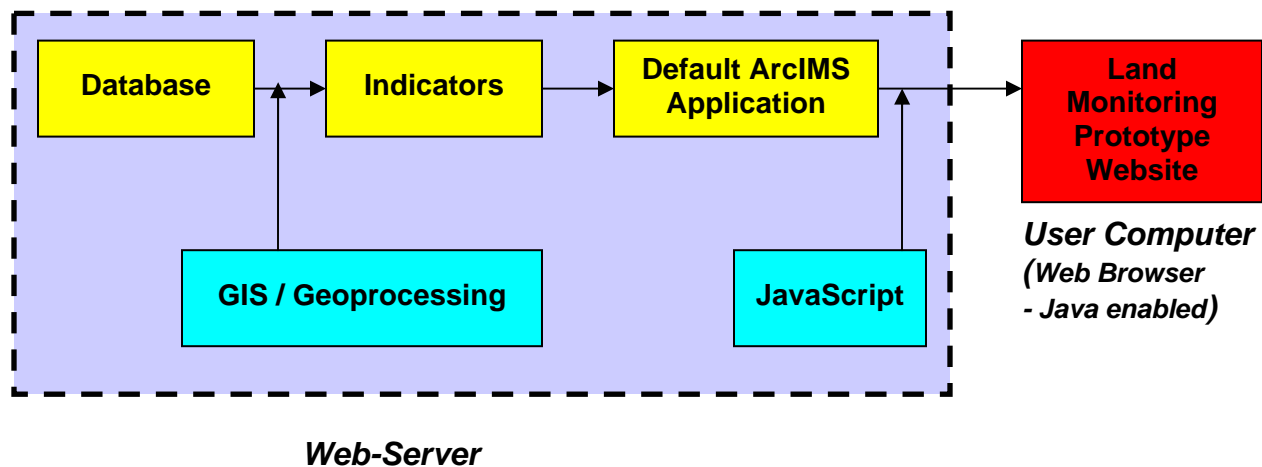 Database
Indicators
Default ArcIMS
Application
Land
Monitoring
Prototype
Website
GIS / Geoprocessing
JavaScript
User Computer
(Web Browser
- Java enabled)
Web-Server